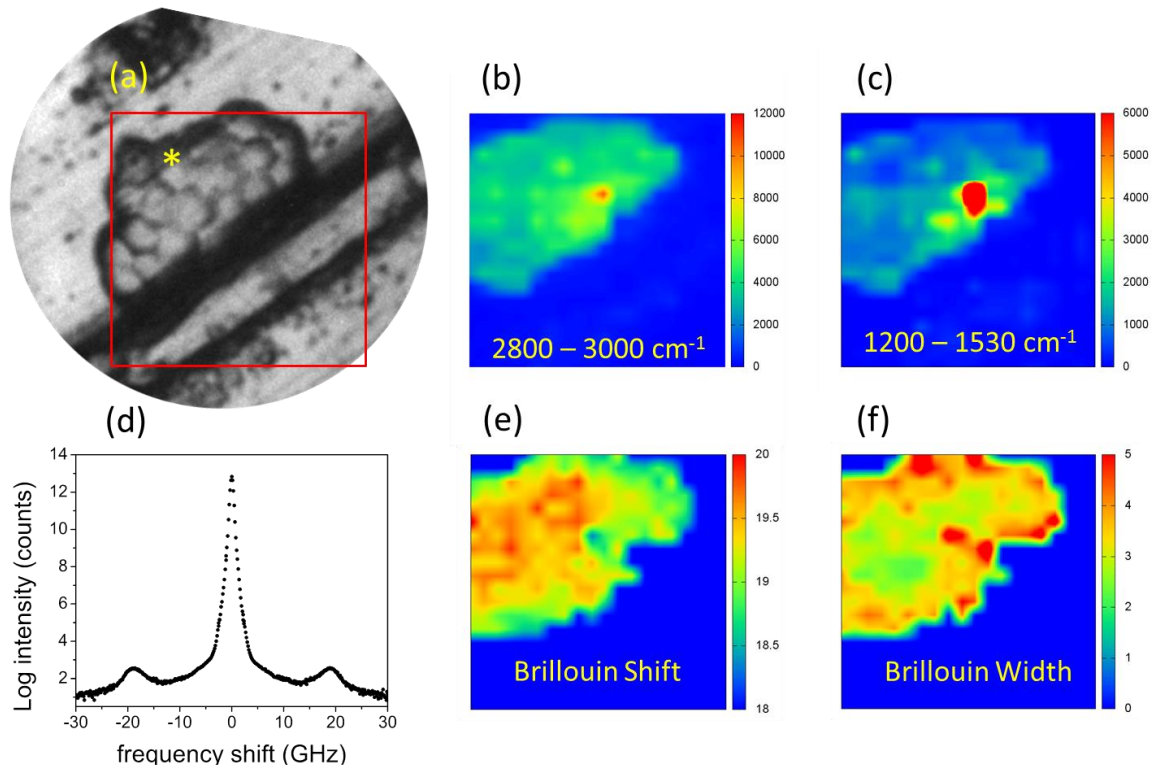 (a)
*
(b)
12000
10000
8000
6000
4000
2000
0
2800 – 3000 cm-1
(c)
6000
5000
4000
3000
2000
1000
0
1200 – 1530 cm-1
(d)
Log intensity (counts)
14
12
10
8
6
4
2
-30 -20 -10 0 10 20 30
frequency shift (GHz)
(e)
20
19.5
19
18.5
18
Brillouin Shift
(f)
5
4
3
2
1
0
Brillouin Width